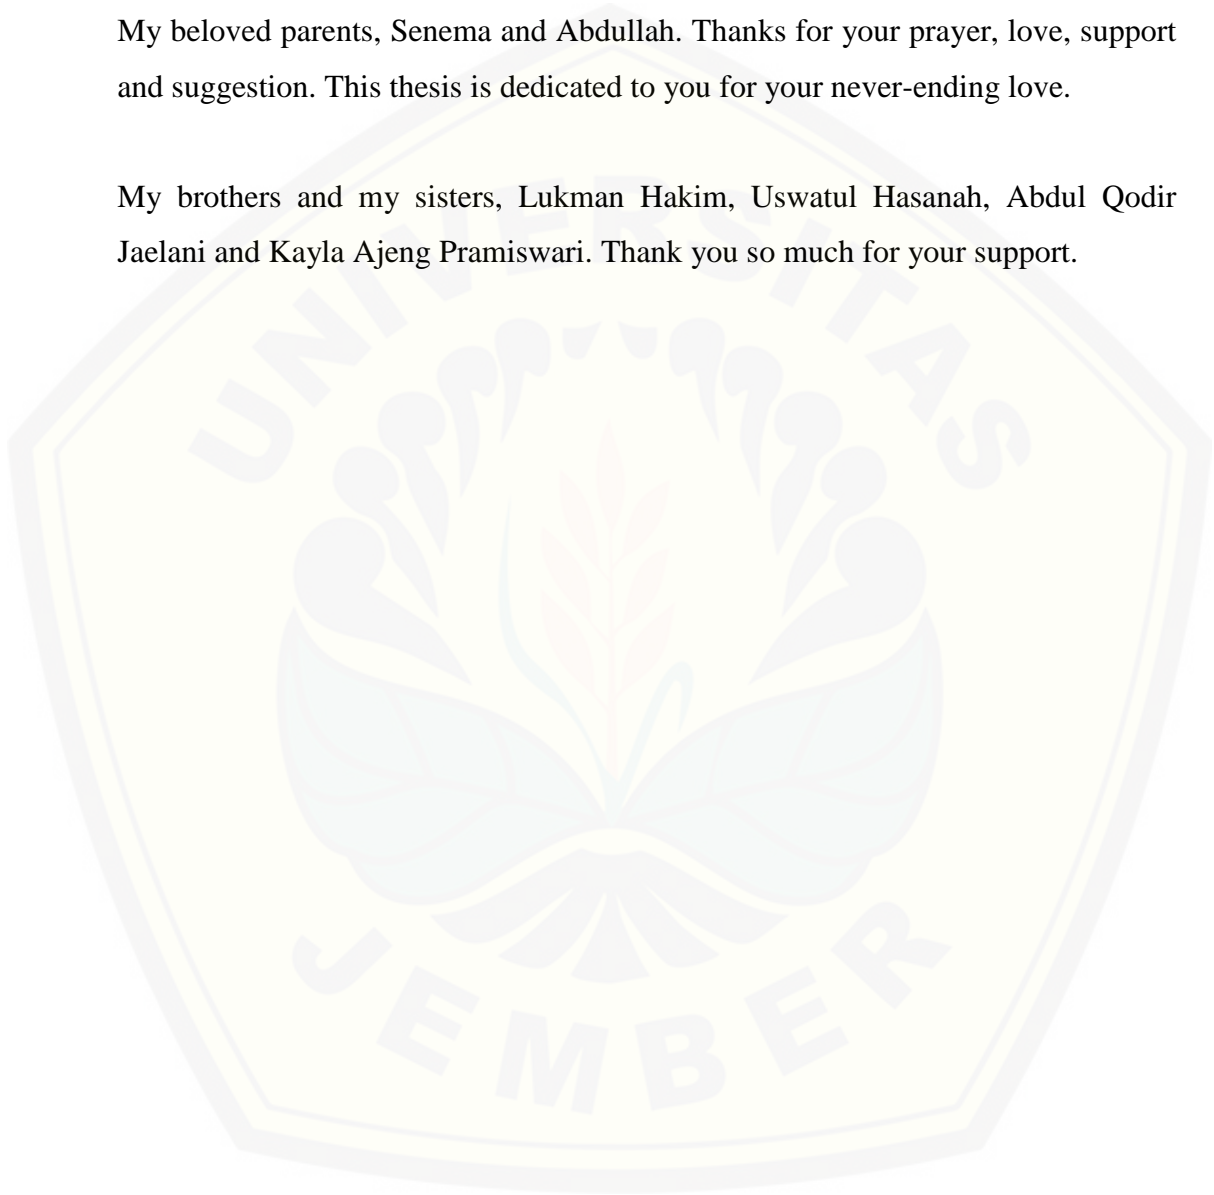 My beloved parents, Senema and Abdullah. Thanks for your prayer, love, support
and suggestion. This thesis is dedicated to you for your never-ending love.
My brothers and my sisters, Lukman Hakim, Uswatul Hasanah, Abdul Qodir
Jaelani and Kayla Ajeng Pramiswari. Thank you so much for your support.
UNIVERSITAS
JEMBER